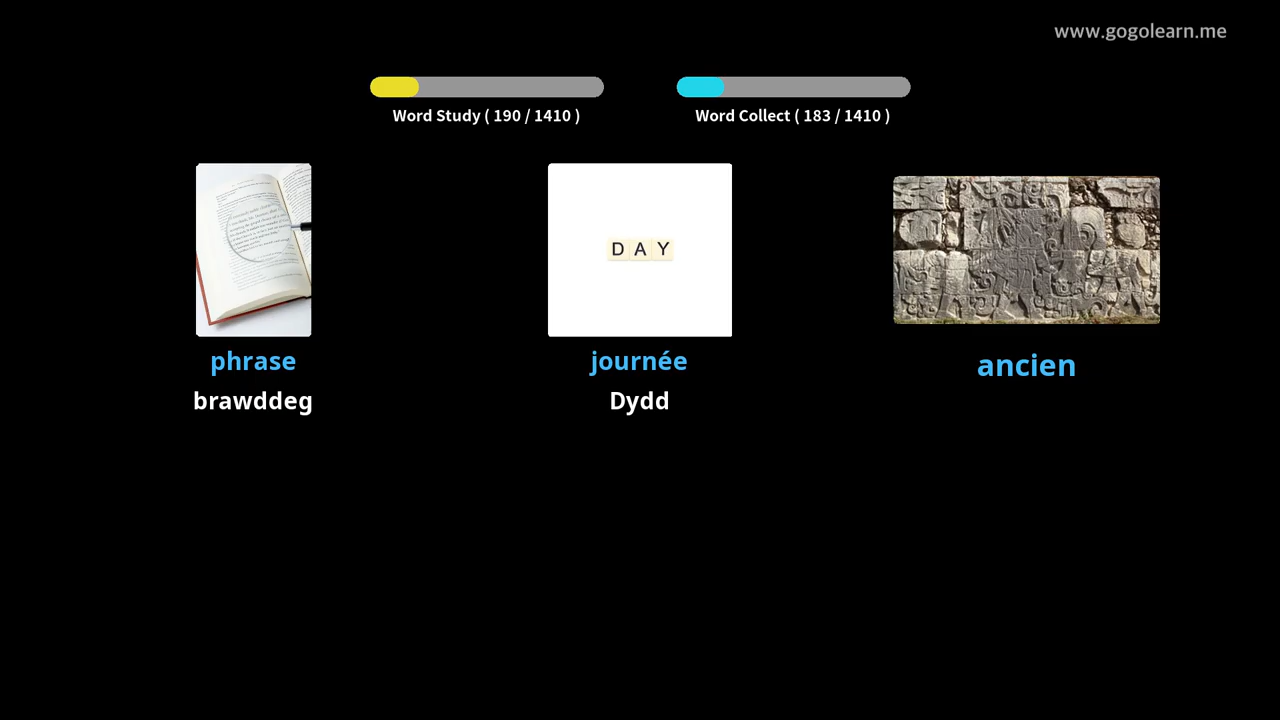 www.gogolearn.me
Word Study ( 190 / 1410 )
Word Collect ( 183 / 1410 )
DAY
phrase
journée
ancien
brawddeg
Dydd